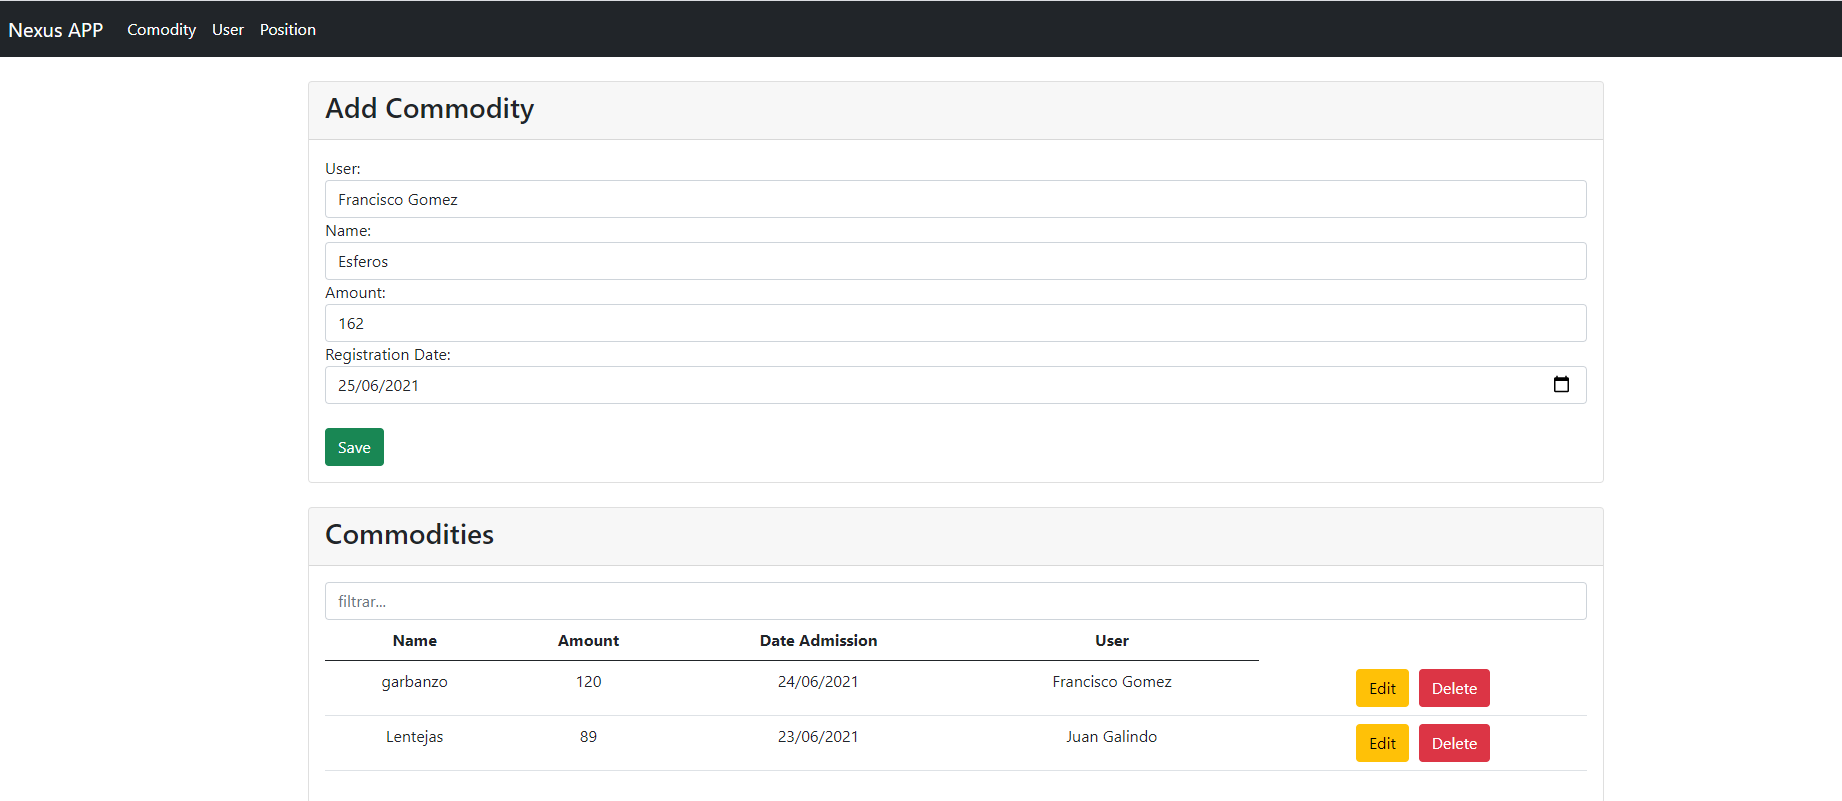 Nexus APP Comodity User Position
Add Commodity
User:
Francisco Gomez
Name:
Esferos
Amount:
162
Registration Date:
25/06/2021
Save
Commodities
filtrar...
Name Amount Date Admission User
garbanzo 120 24/06/2021 Francisco Gomez Edit Delete
Lentejas 89 23/06/2021 Juan Galindo Edit Delete